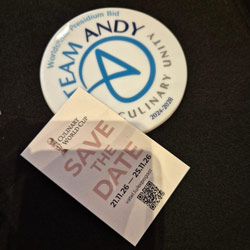 Worldchefs Presidium Bid
TEAM ANDY
CULINARY UNITY
2024-2028
CULINARY
WORLD CUP
SAVE
THE
DATE
21.11.26 — 25.11.26